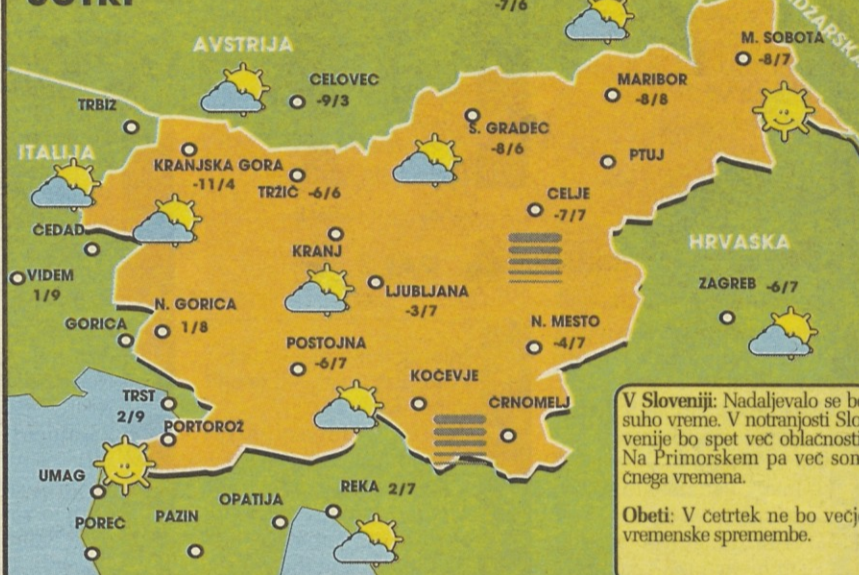 -7/6
AVSTRIJA
M. SOBOTA
-8/7
CELOVEC
-9/3
MARIBOR
-8/8
TRBIŽ
Š. GRADEC
-8/6
ITALIJA
PTUJ
KRANJSKA GORA
-11/4
TRŽIČ -6/6
CELJE
-7/7
ČEDAD
HRVAŠKA
KRANJ
VIDEM
1/9
ZAGREB -6/7
LJUBLJANA
-3/7
N. GORICA
1/8
GORICA
N. MESTO
-4/7
POSTOJNA
-6/7
KOČEVJE
TRST
2/9
ČRNOMELJ
PORTOROŽ
UMAG
REKA 2/7
OPATIJA
POREČ
PAZIN
V Sloveniji: Nadaljevalo se
suho vreme. V notranjosti Slo
venije bo spet več oblačnosti
Na Primorskem pa več son
čnega vremena.
Obeti: V četrtek ne bo večj
vremenske spremembe.